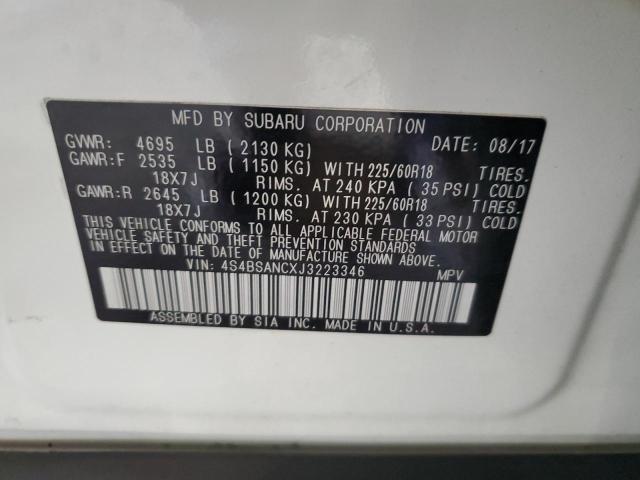 MFD BY SUBARU CORPORATION
GVWR: 4695 LB (2130 KG) DATE: 08/17
GAWR:F 2535 LB (1150 KG) WITH 225/60R18 TIRES.
18X7J RIMS. AT 240 KPA (35 PSI) COLD
GAWR:R 2645 LB (1200 KG) WITH 225/60R18 TIRES.
18X7J RIMS. AT 230 KPA (33 PSI) COLD
THIS VEHICLE CONFORMS TO ALL APPLICABLE FEDERAL MOTOR
VEHICLE SAFETY AND THEFT PREVENTION STANDARDS
IN EFFECT ON THE DATE OF MANUFACTURE SHOWN ABOVE.
VIN: 4S4BSANCXJ3223346 MPV
ASSEMBLED BY SIA INC. MADE IN U.S.A.